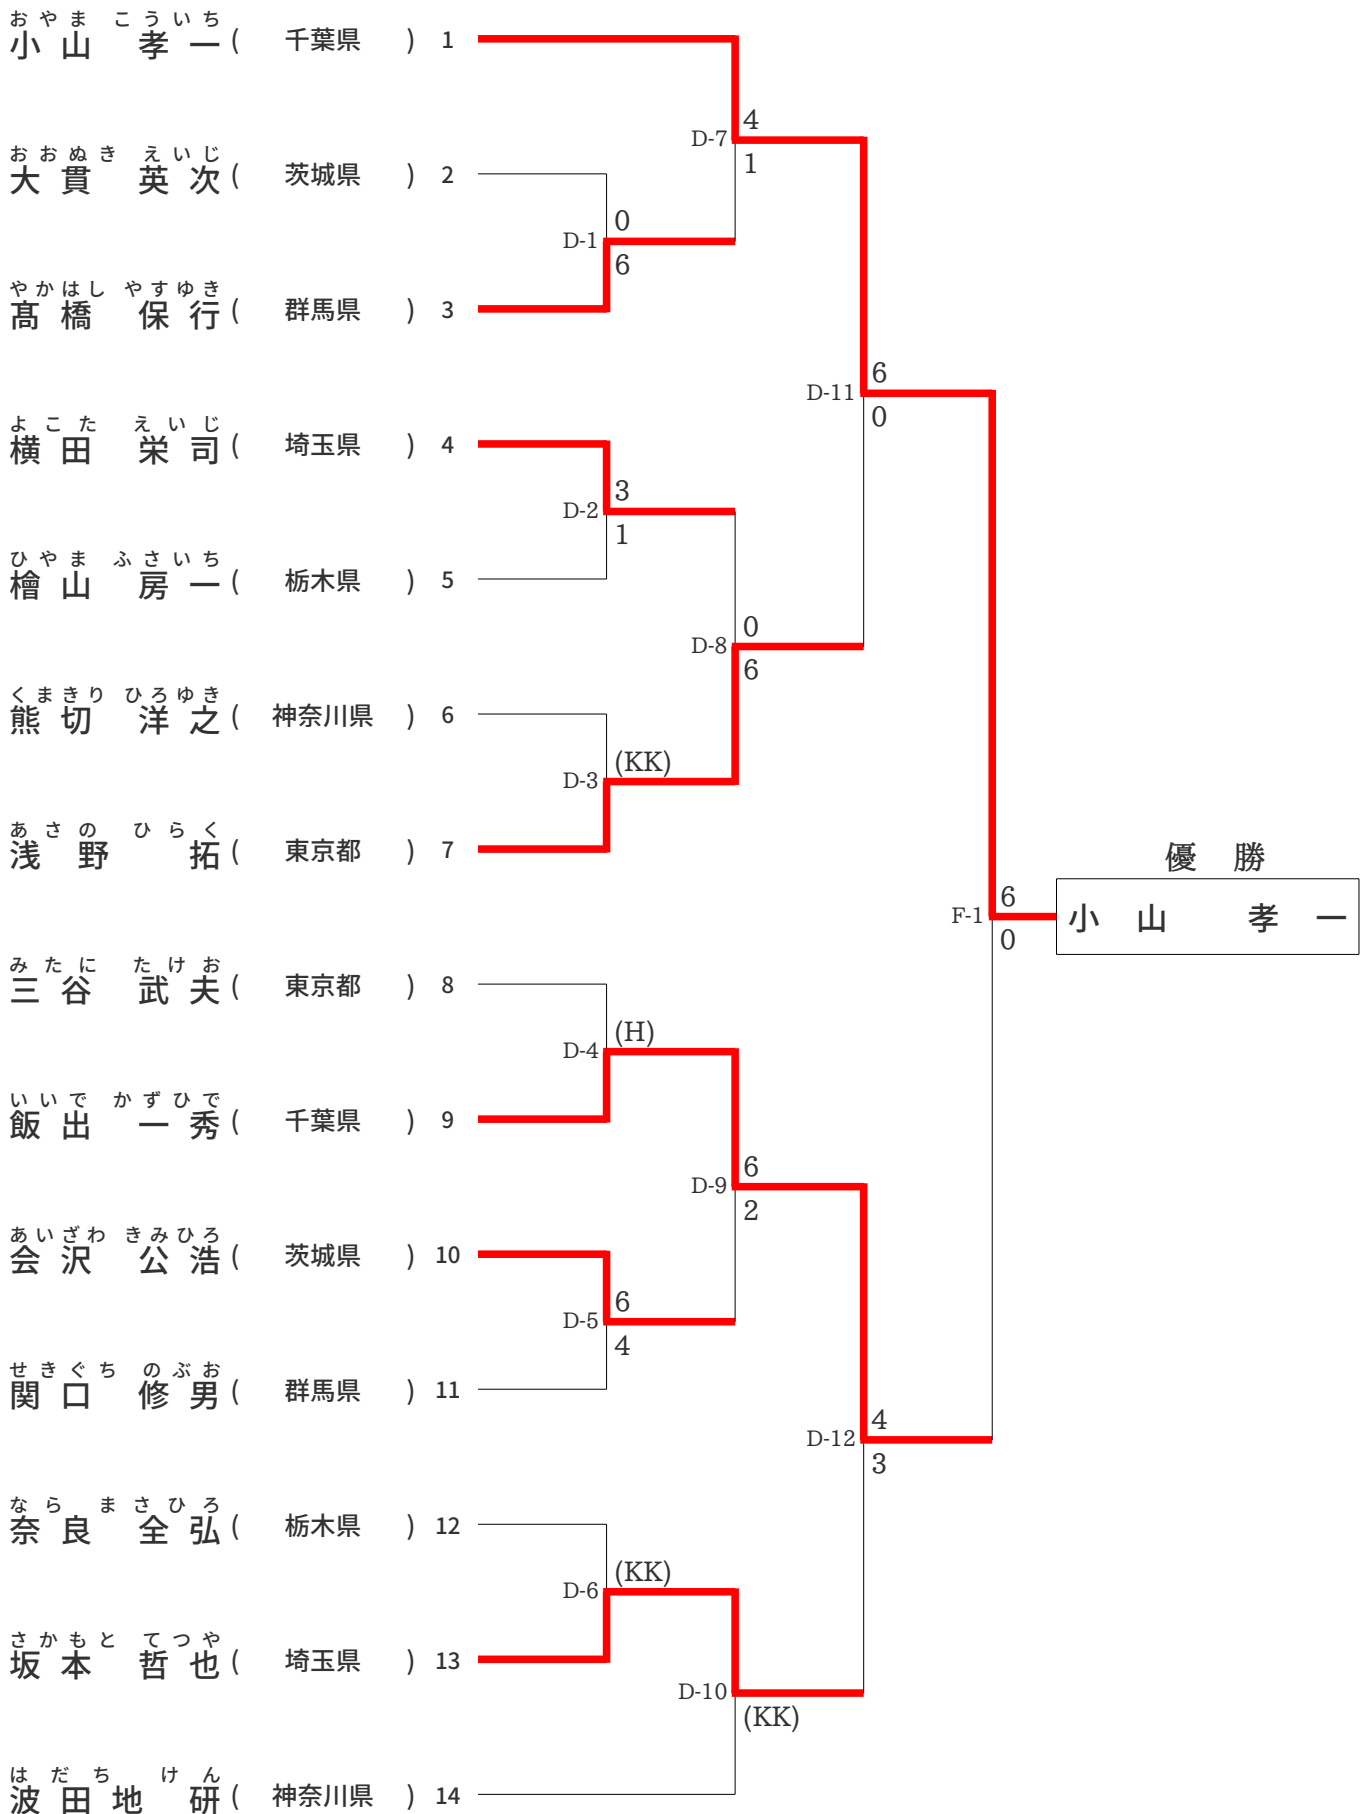 おやま こういち
小山 孝一 ( 千葉県 ) 1
4
D-7
1
おおぬき えいじ
大貫 英次 ( 茨城県 ) 2
0
D-1
6
やかはし やすゆき
髙橋 保行 ( 群馬県 ) 3
6
D-11
0
よこた えいじ
横田 栄司 ( 埼玉県 ) 4
3
D-2
1
ひやま ふさいち
檜山 房一 ( 栃木県 ) 5
0
D-8
6
くまきり ひろゆき
熊切 洋之 ( 神奈川県 ) 6
(KK)
D-3
あさの ひらく
浅野 拓 ( 東京都 ) 7
優勝
6
F-1
小山 孝一
0
みたに たけお
三谷 武夫 ( 東京都 ) 8
(H)
D-4
いいで かずひで
飯出 一秀 ( 千葉県 ) 9
6
D-9
2
あいざわ きみひろ
会沢 公浩 ( 茨城県 ) 10
6
D-5
4
せきぐち のぶお
関口 修男 ( 群馬県 ) 11
4
D-12
3
なら まさひろ
奈良 全弘 ( 栃木県 ) 12
(KK)
D-6
さかもと てつや
坂本 哲也 ( 埼玉県 ) 13
D-10
(KK)
はだち けん
波田地 研 ( 神奈川県 ) 14